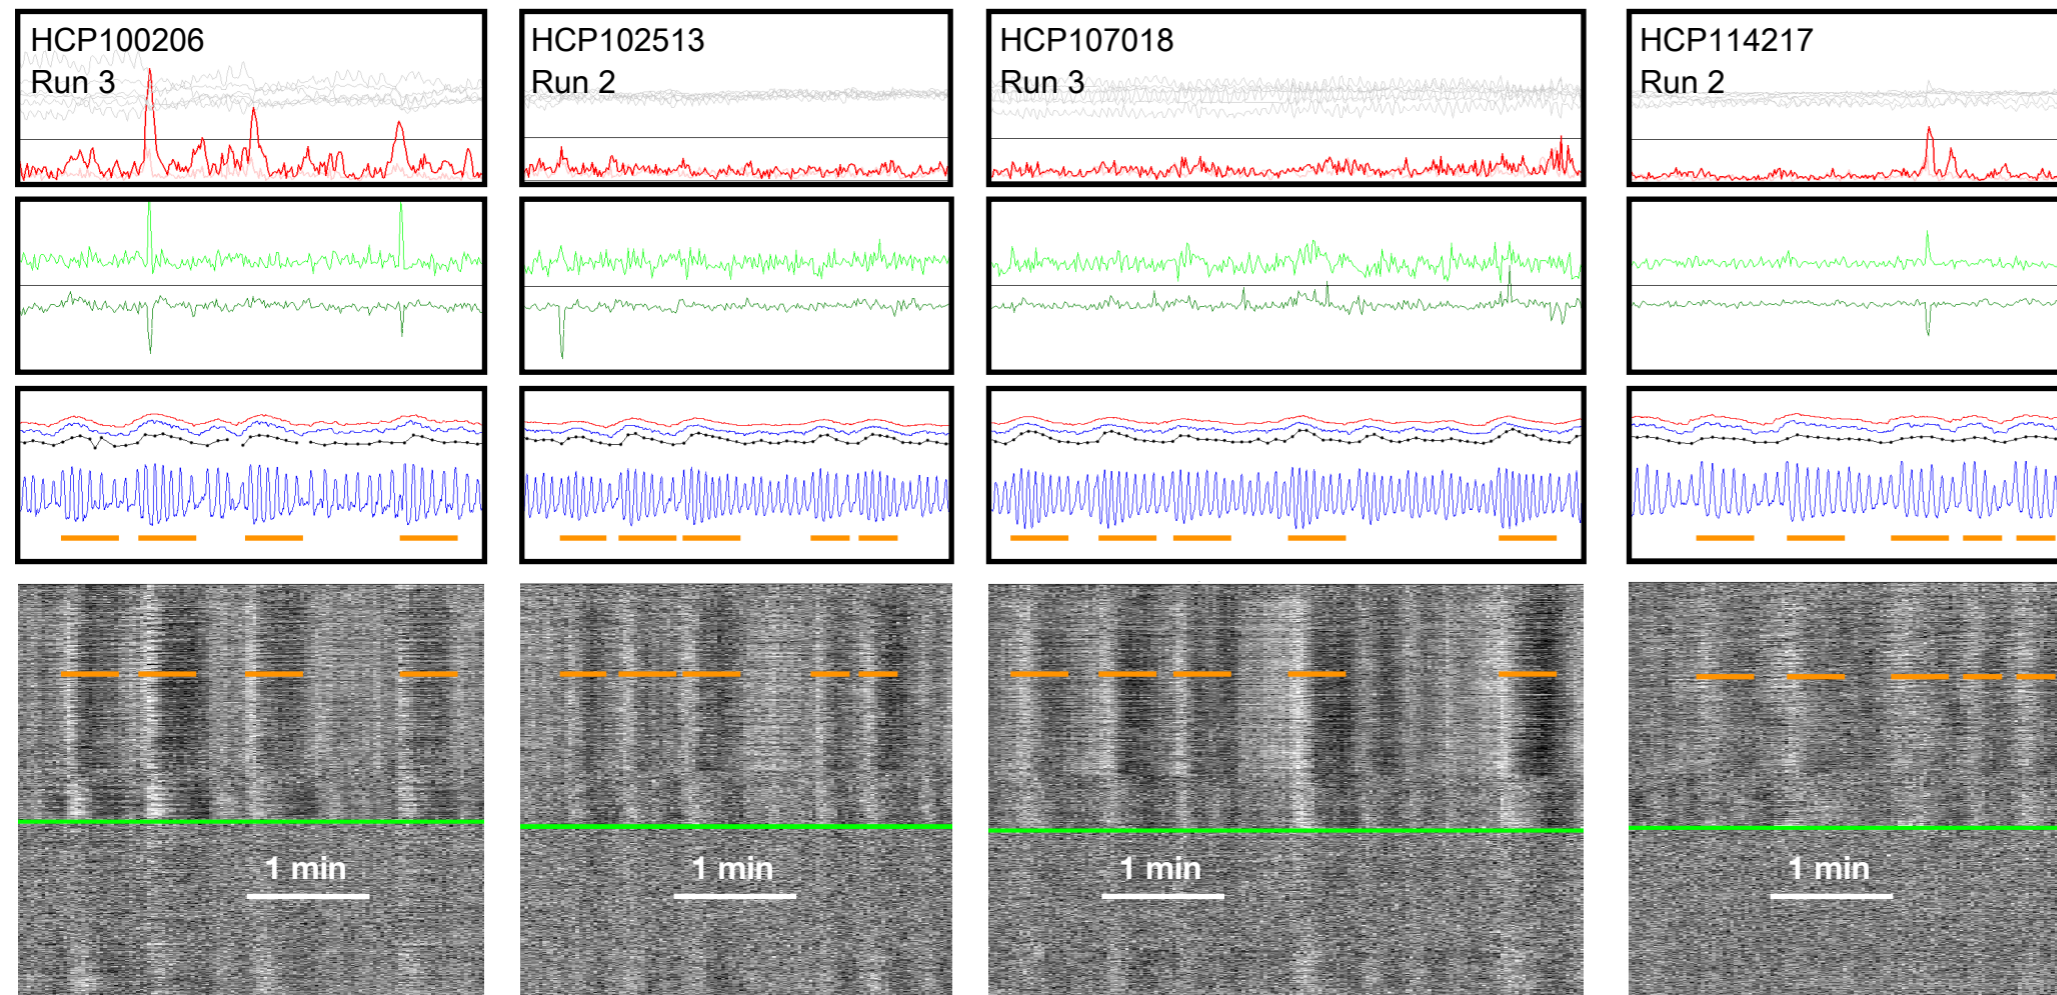 HCP100206
Run 3
HCP102513
Run 2
HCP107018
Run 3
HCP114217
Run 2
1 min
1 min
1 min
1 min